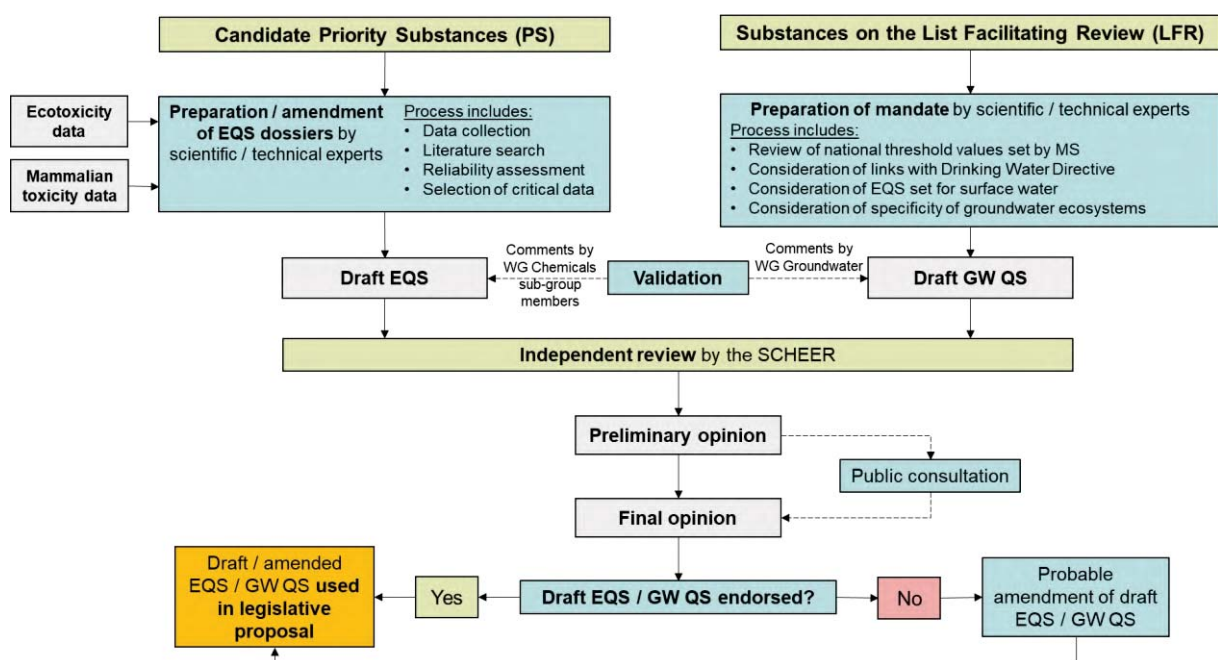 Candidate Priority Substances (PS)
Substances on the List Facilitating Review (LFR)
Ecotoxicity
data
Mammalian
toxicity data
Preparation / amendment
of EQS dossiers by
scientific / technical experts
Process includes:
• Data collection
• Literature search
• Reliability assessment
• Selection of critical data
Preparation of mandate by scientific / technical experts
Process includes:
• Review of national threshold values set by MS
• Consideration of links with Drinking Water Directive
• Consideration of EQS set for surface water
• Consideration of specificity of groundwater ecosystems
Draft EQS
Comments by
WG Chemicals
sub-group
members
Validation
Comments by
WG Groundwater
Draft GW QS
Independent review by the SCHEER
Preliminary opinion
Public consultation
Final opinion
Draft / amended
EQS / GW QS used
in legislative
proposal
Yes
Draft EQS / GW QS endorsed?
No
Probable
amendment of draft
EQS / GW QS